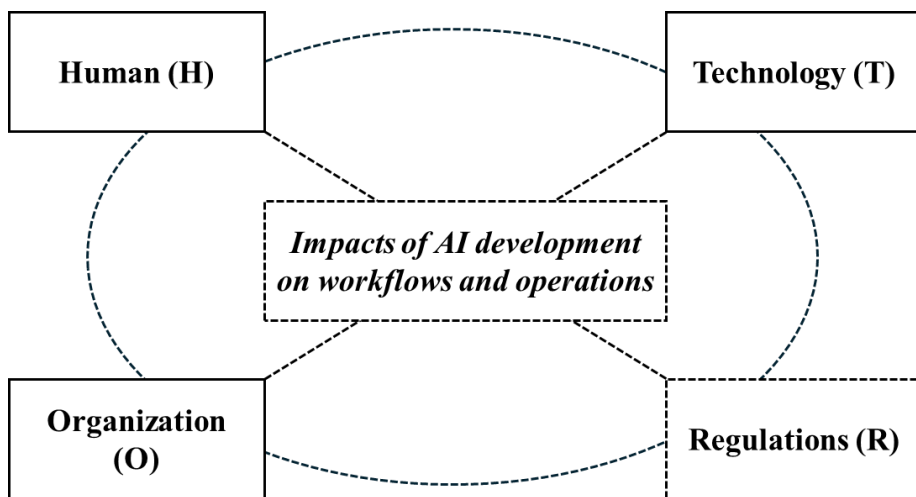 Human (H)
Technology (T)
Impacts of AI development
on workflows and operations
Organization
(O)
Regulations (R)